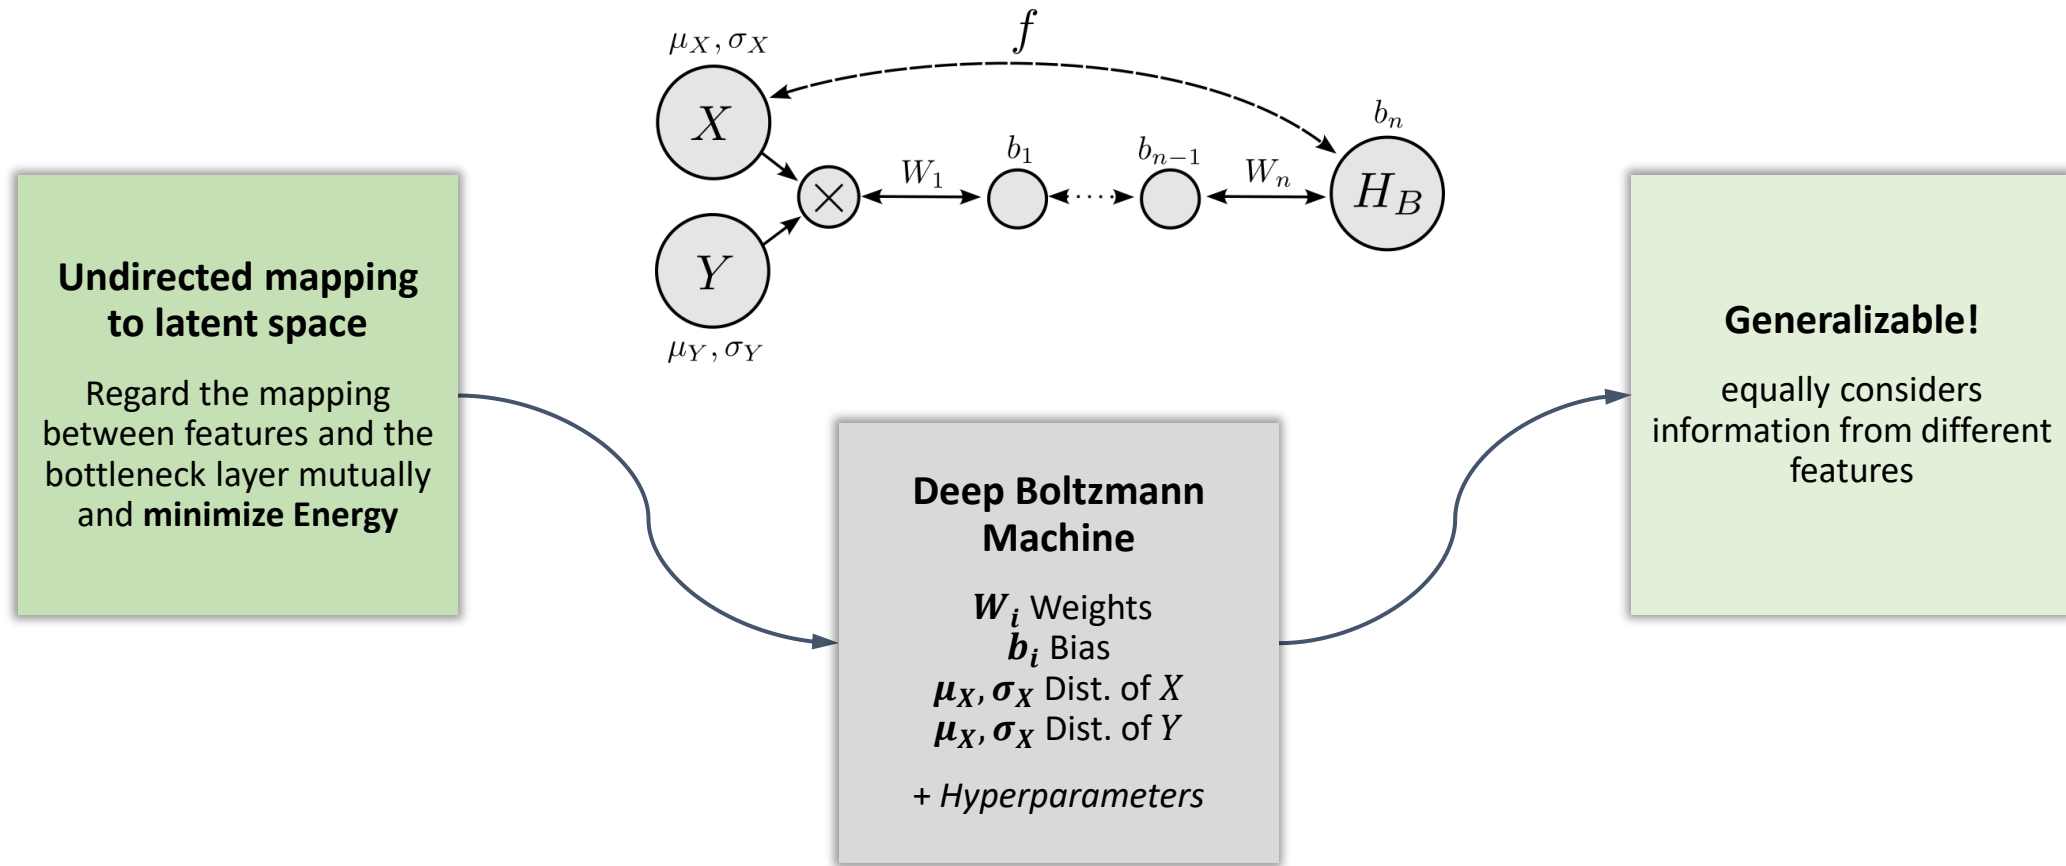 f
μ_X, σ_X
X
Y
μ_Y, σ_Y
×
W_1
b_1
....
b_{n−1}
W_n
b_n
H_B
Undirected mapping
to latent space
Regard the mapping
between features and the
bottleneck layer mutually
and minimize Energy
Deep Boltzmann
Machine
W_i Weights
b_i Bias
μ_X, σ_X Dist. of X
μ_X, σ_X Dist. of Y
+ Hyperparameters
Generalizable!
equally considers
information from different
features